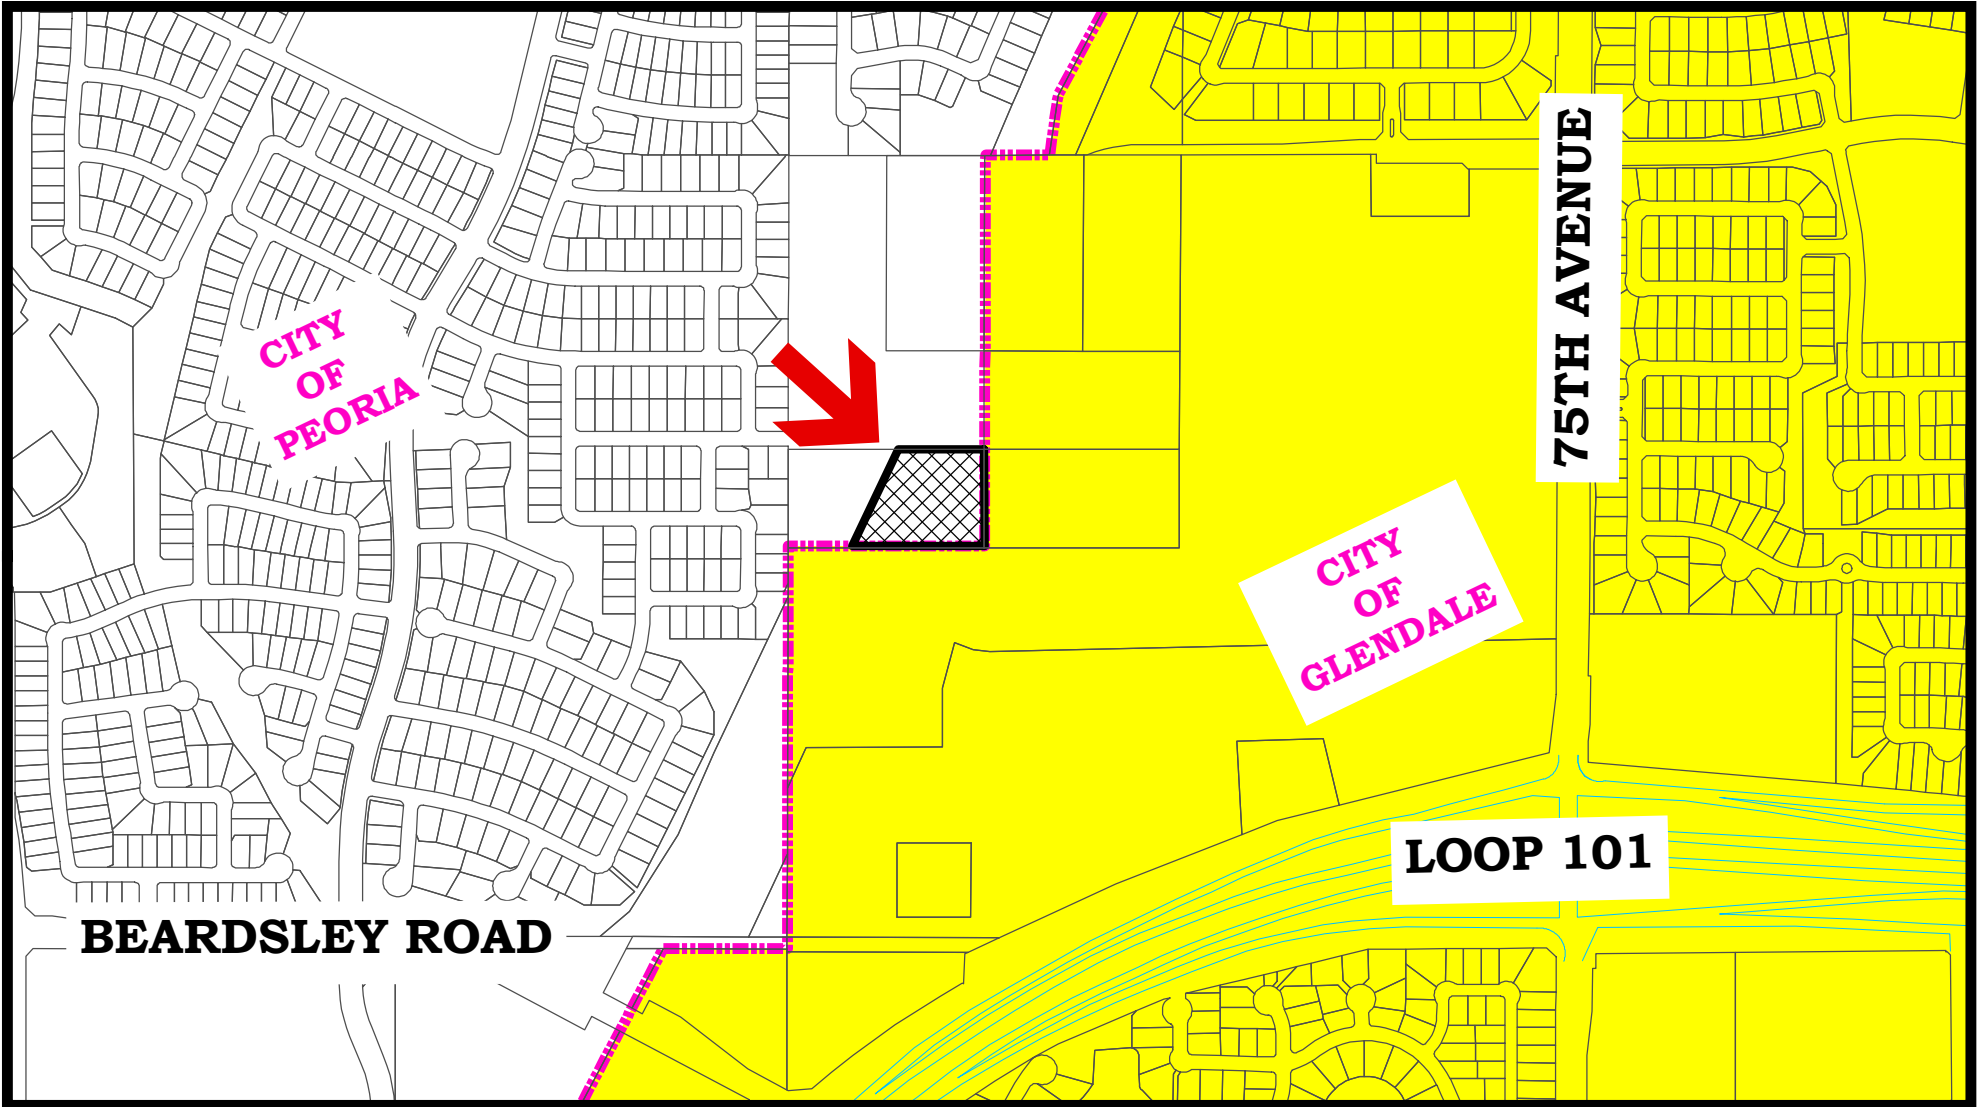 75TH AVENUE
CITY
OF
PEORIA
CITY
OF
GLENDALE
LOOP 101
BEARDSLEY ROAD